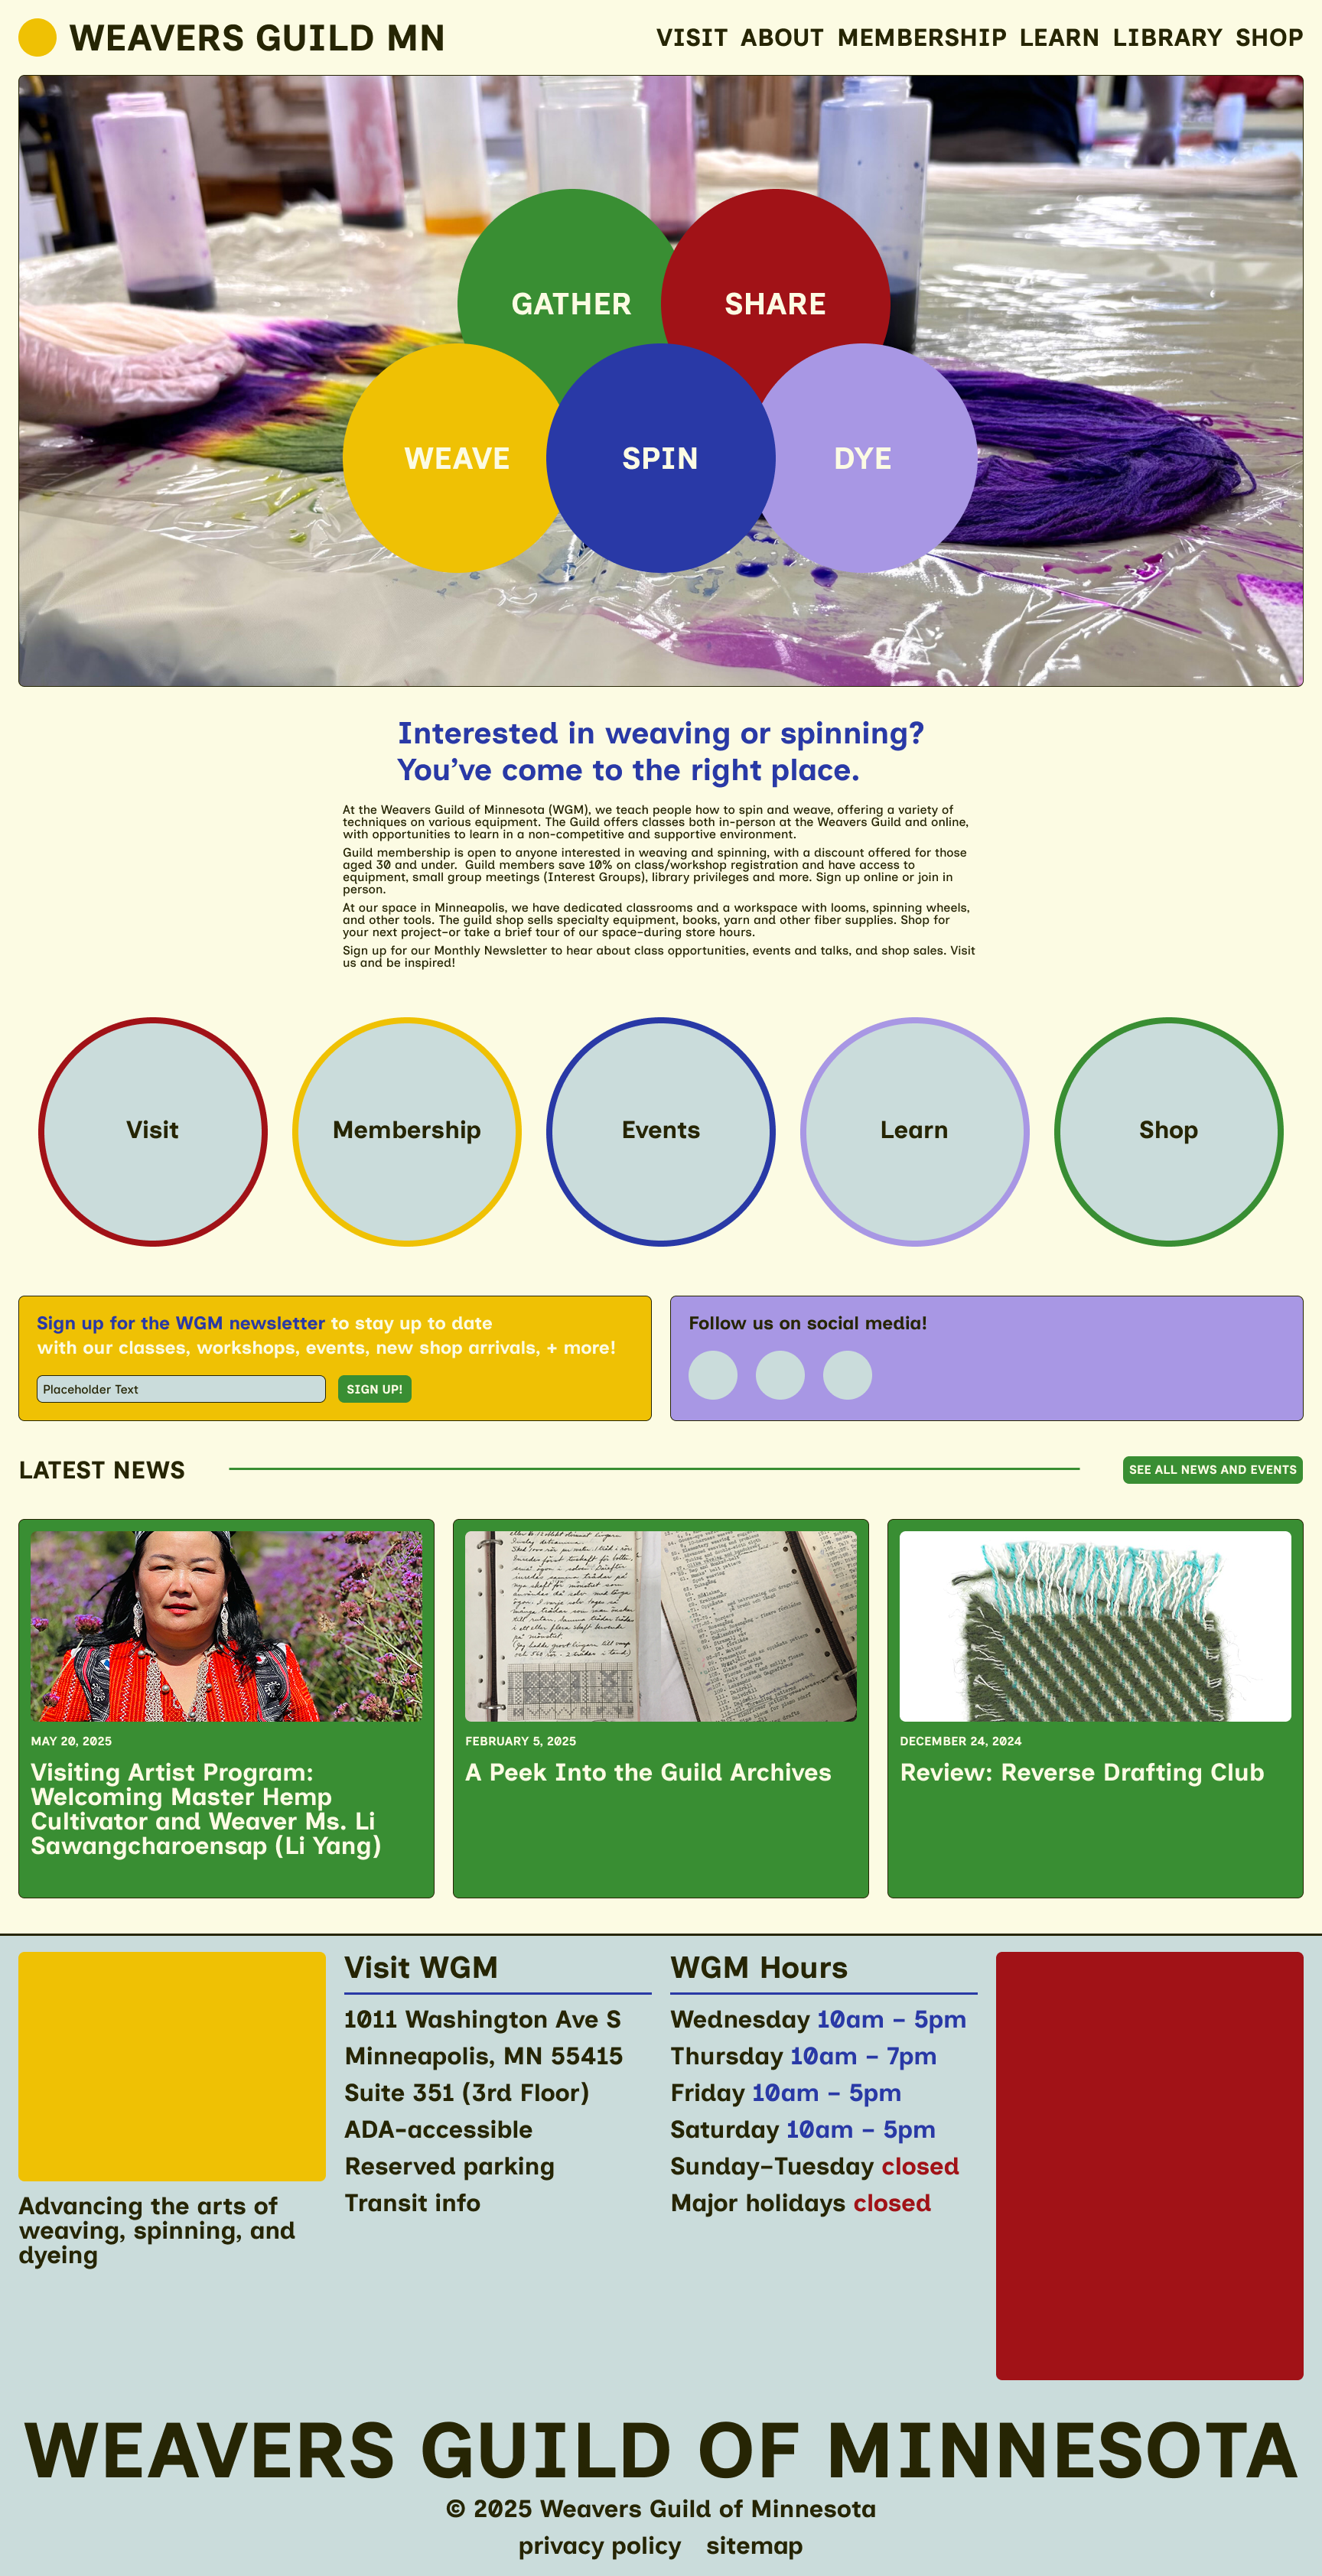 WEAVERS GUILD MN
VISIT ABOUT MEMBERSHIP LEARN LIBRARY SHOP
GATHER
SHARE
WEAVE
SPIN
DYE
Interested in weaving or spinning?
You’ve come to the right place.
At the Weavers Guild of Minnesota (WGM), we teach people how to spin and weave, offering a variety of
techniques on various equipment. The Guild offers classes both in-person at the Weavers Guild and online,
with opportunities to learn in a non-competitive and supportive environment.
Guild membership is open to anyone interested in weaving and spinning, with a discount offered for those
aged 30 and under.  Guild members save 10% on class/workshop registration and have access to
equipment, small group meetings (Interest Groups), library privileges and more. Sign up online or join in
person.
At our space in Minneapolis, we have dedicated classrooms and a workspace with looms, spinning wheels,
and other tools. The guild shop sells specialty equipment, books, yarn and other fiber supplies. Shop for
your next project–or take a brief tour of our space–during store hours.
Sign up for our Monthly Newsletter to hear about class opportunities, events and talks, and shop sales. Visit
us and be inspired!
Visit
Membership
Events
Learn
Shop
Sign up for the WGM newsletter to stay up to date
with our classes, workshops, events, new shop arrivals, + more!
Placeholder Text
SIGN UP!
Follow us on social media!
LATEST NEWS
SEE ALL NEWS AND EVENTS
MAY 20, 2025
Visiting Artist Program:
Welcoming Master Hemp
Cultivator and Weaver Ms. Li
Sawangcharoensap (Li Yang)
FEBRUARY 5, 2025
A Peek Into the Guild Archives
DECEMBER 24, 2024
Review: Reverse Drafting Club
Advancing the arts of
weaving, spinning, and
dyeing
Visit WGM
1011 Washington Ave S
Minneapolis, MN 55415
Suite 351 (3rd Floor)
ADA-accessible
Reserved parking
Transit info
WGM Hours
Wednesday 10am – 5pm
Thursday 10am – 7pm
Friday 10am – 5pm
Saturday 10am – 5pm
Sunday–Tuesday closed
Major holidays closed
WEAVERS GUILD OF MINNESOTA
© 2025 Weavers Guild of Minnesota
privacy policy sitemap